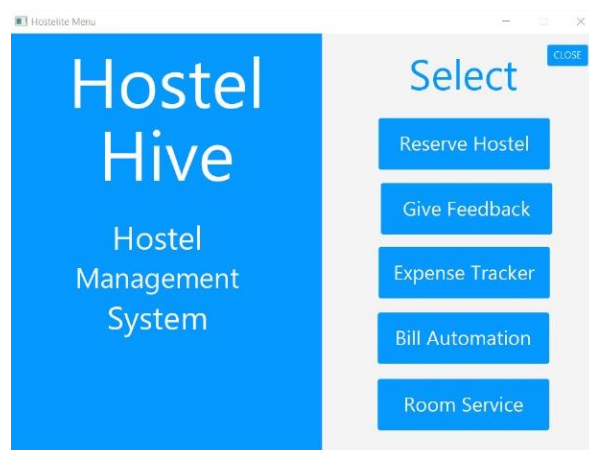 Hostelite Menu
Hostel
Hive
Hostel
Management
System
CLOSE
Select
Reserve Hostel
Give Feedback
Expense Tracker
Bill Automation
Room Service